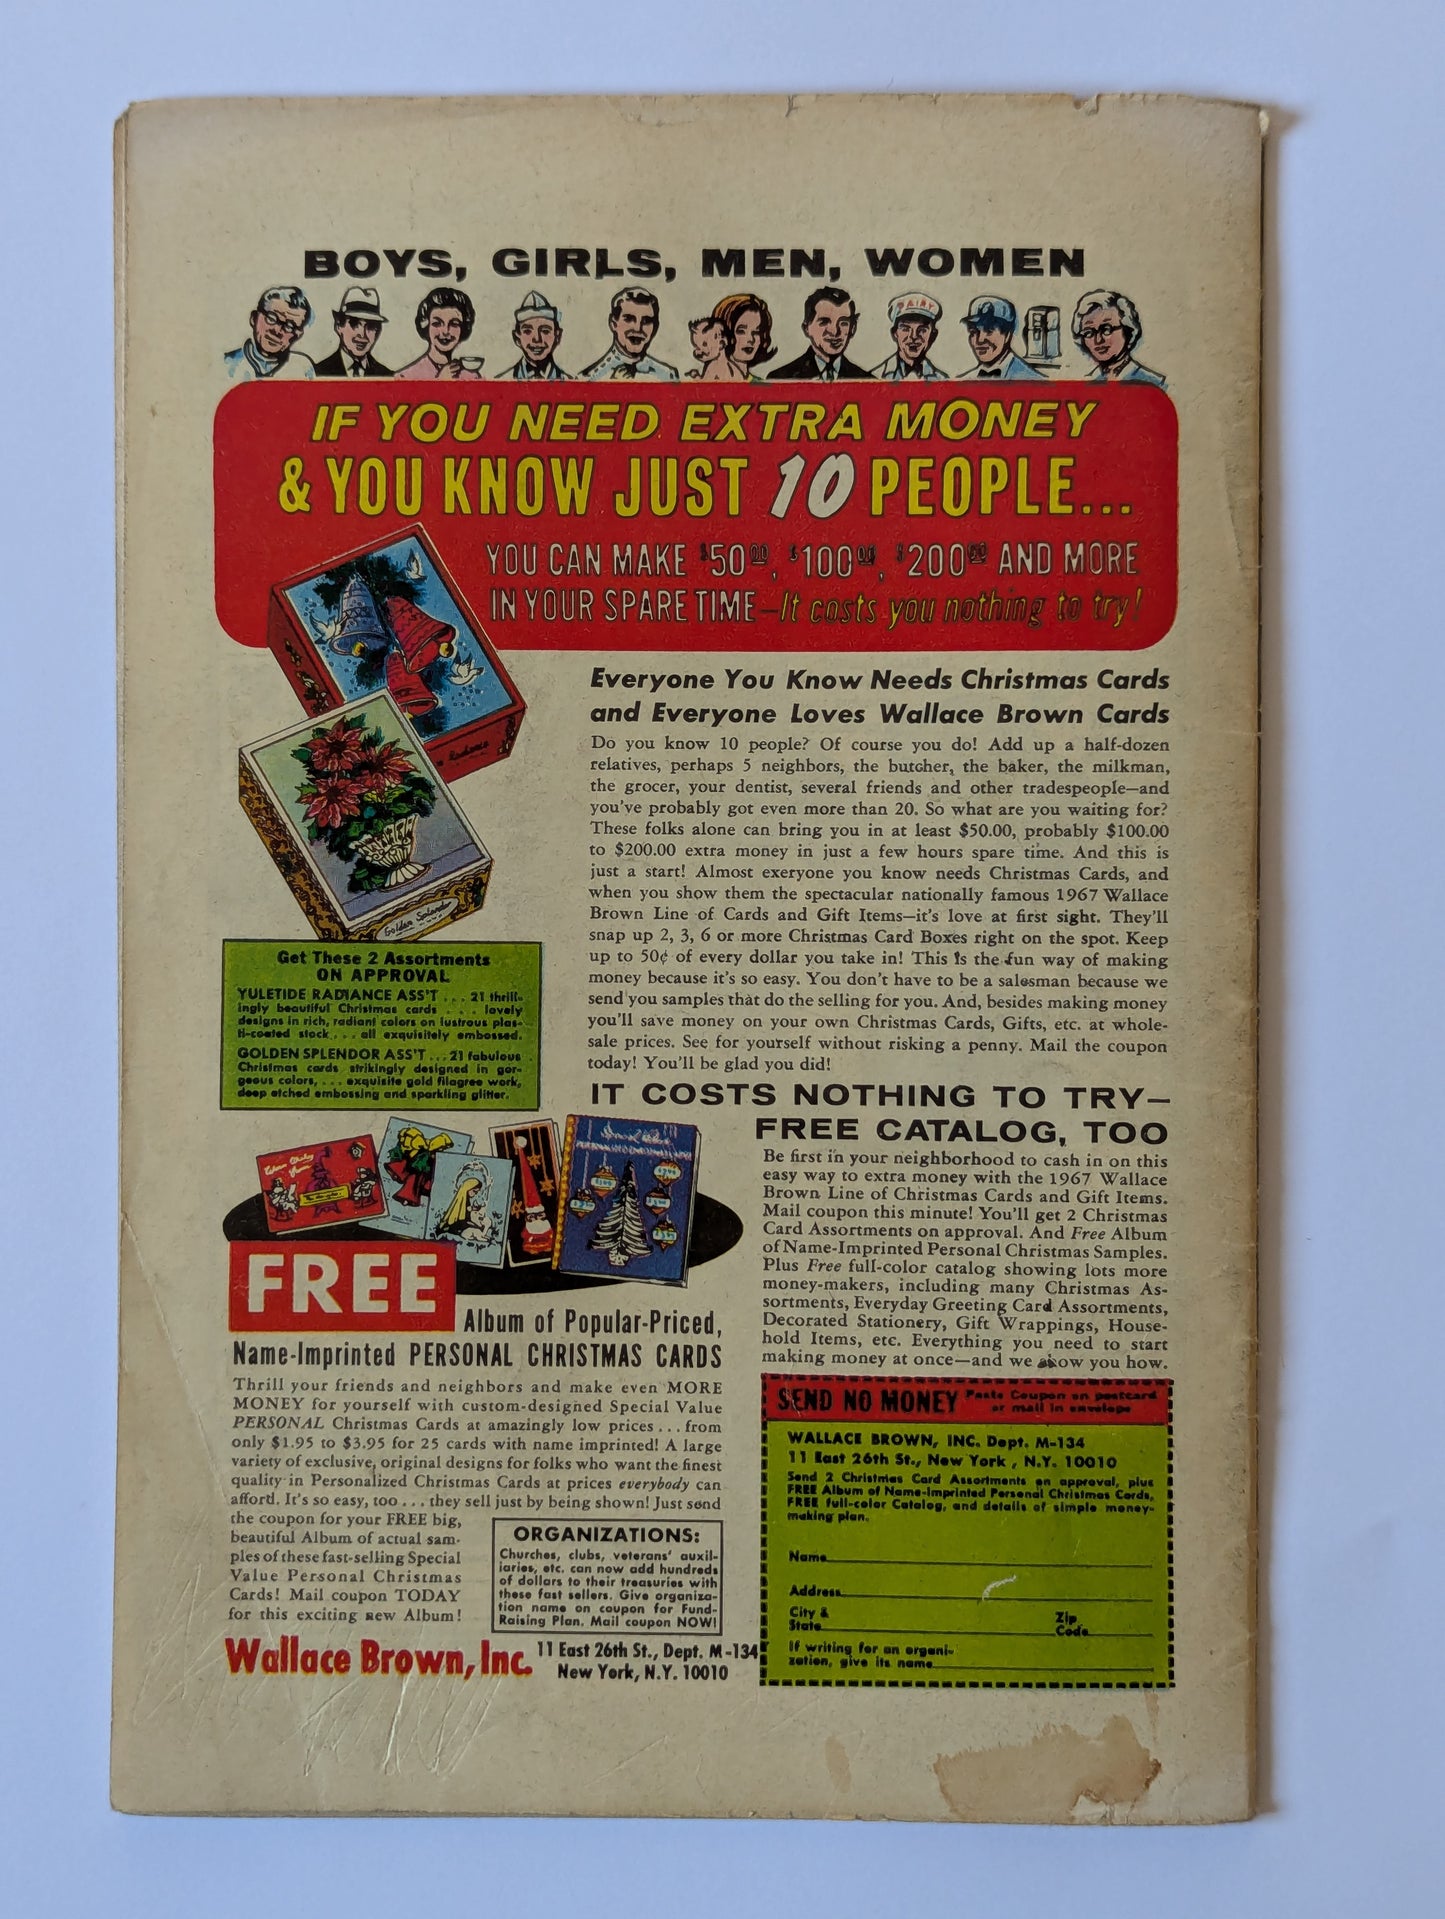 BOYS, GIRLS, MEN, WOMEN
DAIRY
IF YOU NEED EXTRA MONEY
& YOU KNOW JUST 10 PEOPLE...
YOU CAN MAKE $50.00, $100.00, $200.00 AND MORE
IN YOUR SPARE TIME—It costs you nothing to try!
Radiance
Golden Splendor
Get These 2 Assortments
ON APPROVAL
YULETIDE RADIANCE ASS'T . . . 21 thrill-
ingly beautiful Christmas cards . . . lovely
designs in rich, radiant colors on lustrous plas-
ti-coated stock . . . all exquisitely embossed.
GOLDEN SPLENDOR ASS'T . . . 21 fabulous
Christmas cards strikingly designed in gor-
geous colors, . . . exquisite gold filagree work,
deep etched embossing and sparkling glitter.
Everyone You Know Needs Christmas Cards
and Everyone Loves Wallace Brown Cards
Do you know 10 people? Of course you do! Add up a half-dozen
relatives, perhaps 5 neighbors, the butcher, the baker, the milkman,
the grocer, your dentist, several friends and other tradespeople—and
you've probably got even more than 20. So what are you waiting for?
These folks alone can bring you in at least $50.00, probably $100.00
to $200.00 extra money in just a few hours spare time. And this is
just a start! Almost exeryone you know needs Christmas Cards, and
when you show them the spectacular nationally famous 1967 Wallace
Brown Line of Cards and Gift Items—it's love at first sight. They'll
snap up 2, 3, 6 or more Christmas Card Boxes right on the spot. Keep
up to 50¢ of every dollar you take in! This is the fun way of making
money because it's so easy. You don't have to be a salesman because we
send you samples that do the selling for you. And, besides making money
you'll save money on your own Christmas Cards, Gifts, etc. at whole-
sale prices. See for yourself without risking a penny. Mail the coupon
today! You'll be glad you did!
IT COSTS NOTHING TO TRY—
FREE CATALOG, TOO
Be first in your neighborhood to cash in on this
easy way to extra money with the 1967 Wallace
Brown Line of Christmas Cards and Gift Items.
Mail coupon this minute! You'll get 2 Christmas
Card Assortments on approval. And Free Album
of Name-Imprinted Personal Christmas Samples.
Plus Free full-color catalog showing lots more
money-makers, including many Christmas As-
sortments, Everyday Greeting Card Assortments,
Decorated Stationery, Gift Wrappings, House-
hold Items, etc. Everything you need to start
making money at once—and we show you how.
FREE
Album of Popular-Priced,
Name-Imprinted PERSONAL CHRISTMAS CARDS
Thrill your friends and neighbors and make even MORE
MONEY for yourself with custom-designed Special Value
PERSONAL Christmas Cards at amazingly low prices . . . from
only $1.95 to $3.95 for 25 cards with name imprinted! A large
variety of exclusive, original designs for folks who want the finest
quality in Personalized Christmas Cards at prices everybody can
afford. It's so easy, too . . . they sell just by being shown! Just send
the coupon for your FREE big,
beautiful Album of actual sam-
ples of these fast-selling Special
Value Personal Christmas
Cards! Mail coupon TODAY
for this exciting new Album!
ORGANIZATIONS:
Churches, clubs, veterans' auxil-
iaries, etc. can now add hundreds
of dollars to their treasuries with
these fast sellers. Give organiza-
tion name on coupon for Fund-
Raising Plan. Mail coupon NOW!
Wallace Brown, Inc. 11 East 26th St., Dept. M-134
New York, N.Y. 10010
SEND NO MONEY Paste Coupon on postcard
or mail in envelope
WALLACE BROWN, INC. Dept. M-134
11 East 26th St., New York , N.Y. 10010
Send 2 Christmas Card Assortments on approval, plus
FREE Album of Name-Imprinted Personal Christmas Cards,
FREE full-color Catalog, and details of simple money-
making plan.
Name
Address
City &
State
Zip
Code
If writing for an organi-
zation, give its name